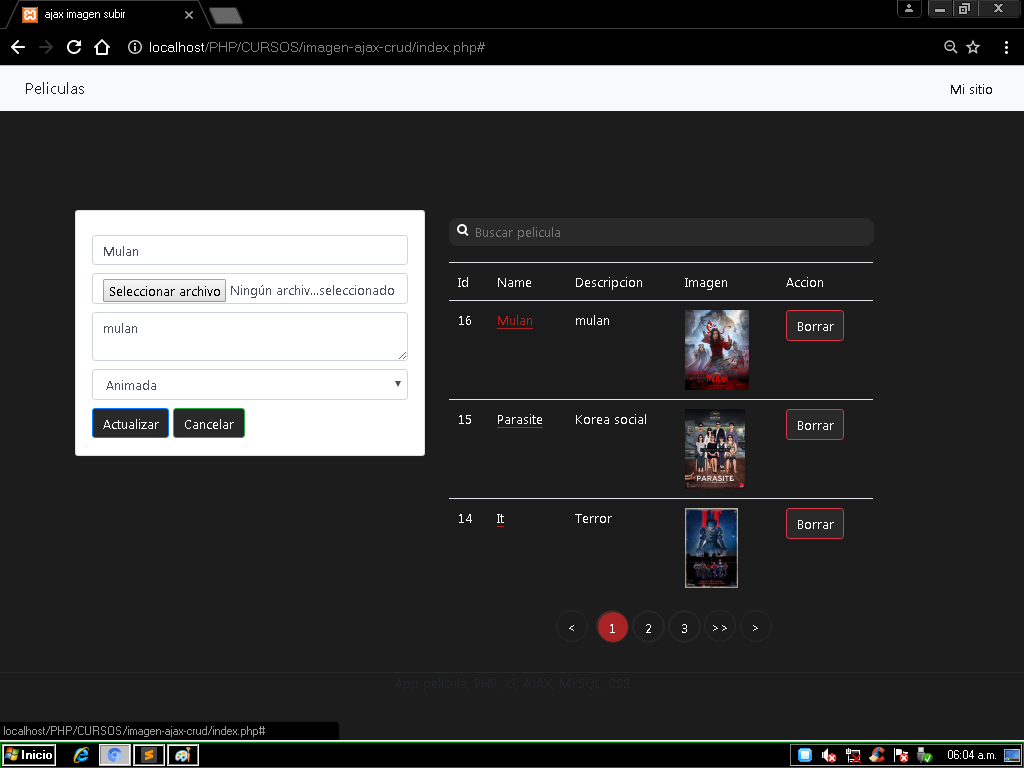 ajax imagen subir
localhost/PHP/CURSOS/imagen-ajax-crud/index.php#
Peliculas
Mi sitio
Mulan
Seleccionar archivo Ningún archiv...seleccionado
mulan
Animada
Actualizar Cancelar
Buscar pelicula
Id Name Descripcion Imagen Accion
16 Mulan mulan Borrar
15 Parasite Korea social Borrar
PARASITE
14 It Terror Borrar
< 1 2 3 >> >
App pelicula, PHP, JS, AJAX, MYSQL, CSS
localhost/PHP/CURSOS/imagen-ajax-crud/index.php#
Inicio
06:04 a.m.